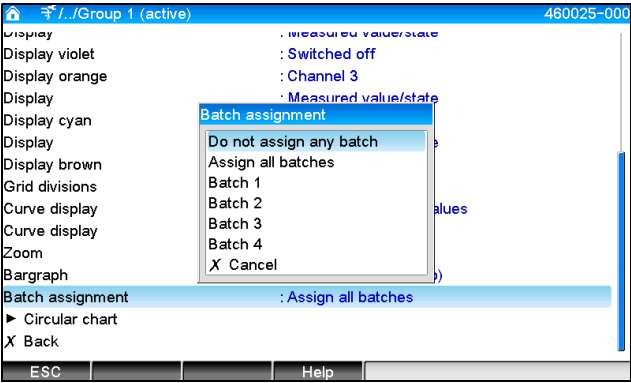 /../Group 1 (active) 460025-000
Display : Measured value/state
Display violet : Switched off
Display orange : Channel 3
Display : Measured value/state
Display cyan
Display
Display brown
Grid divisions
Curve display alues
Curve display
Zoom
Bargraph )
Batch assignment : Assign all batches
► Circular chart
X Back
Batch assignment
Do not assign any batch
Assign all batches
Batch 1
Batch 2
Batch 3
Batch 4
X Cancel
ESC Help